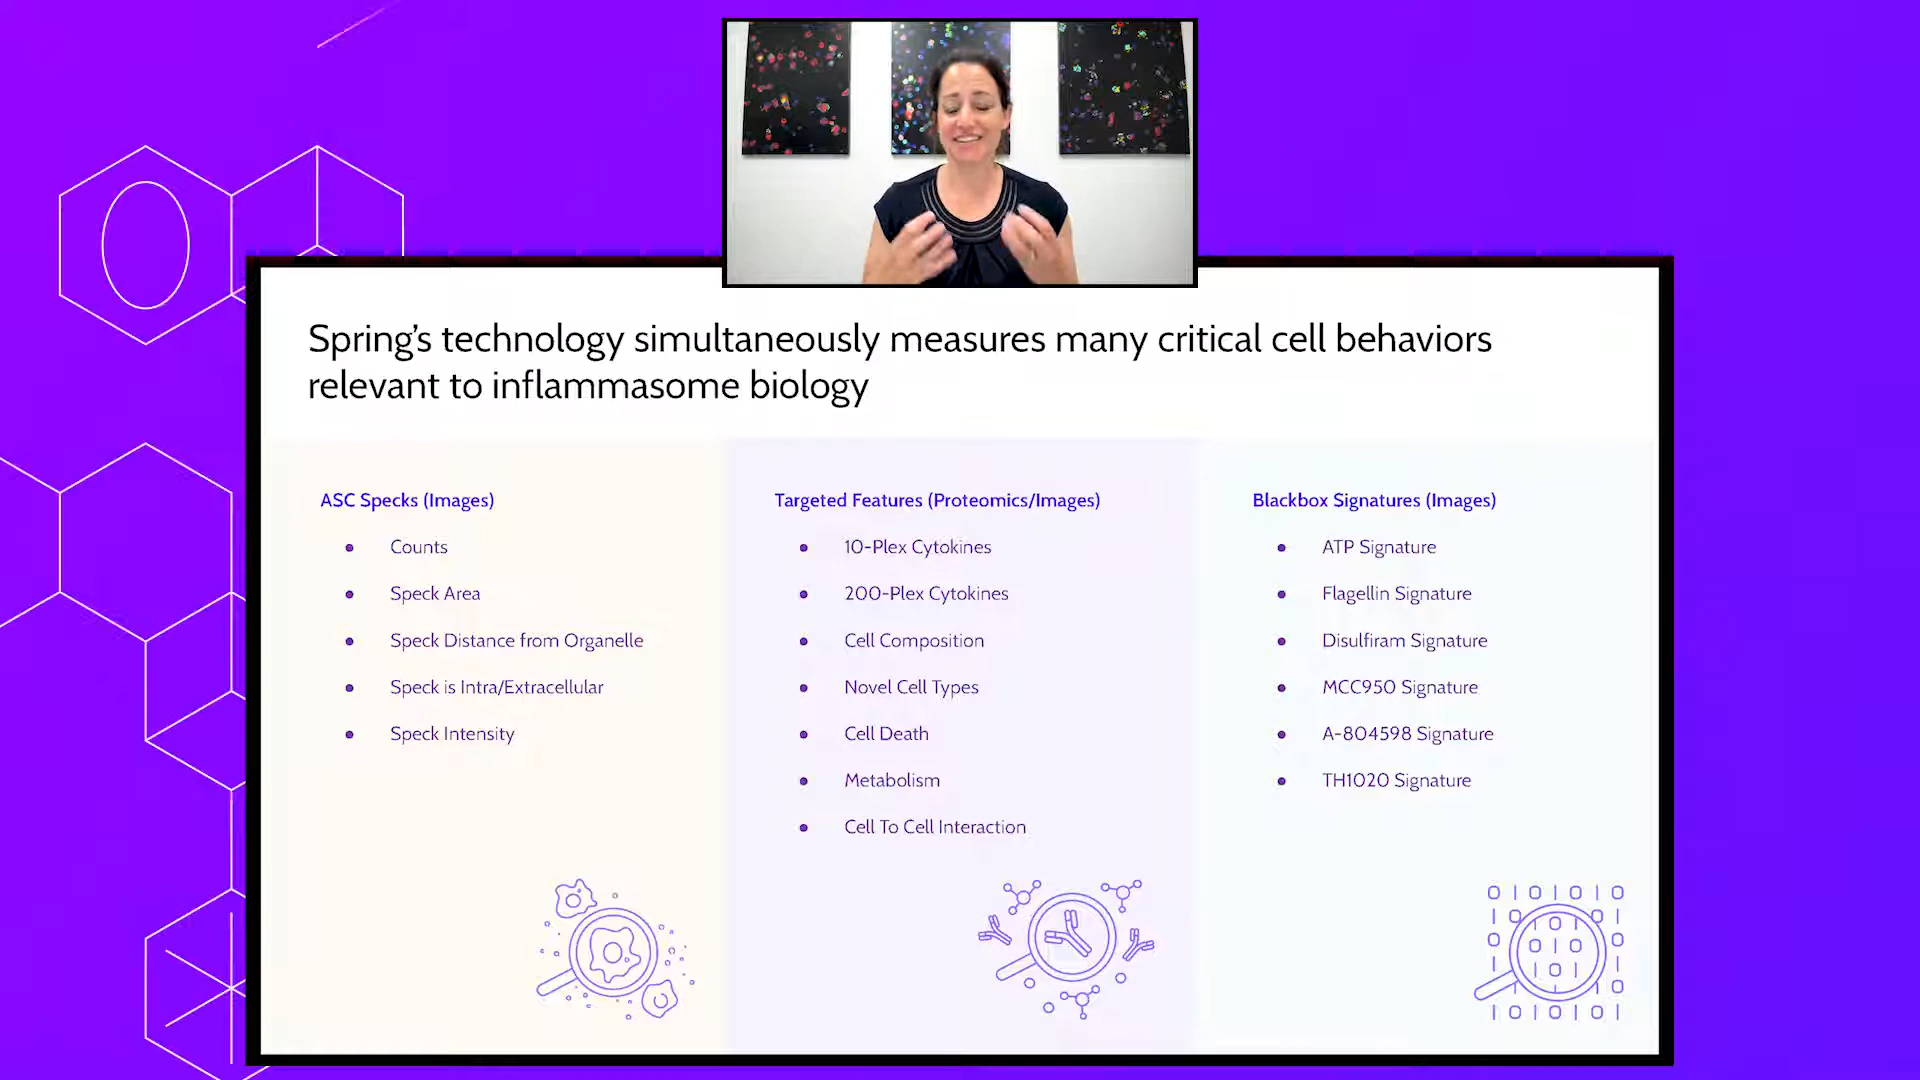 Spring's technology simultaneously measures many critical cell behaviors
relevant to inflammasome biology
ASC Specks (Images)
• Counts
• Speck Area
• Speck Distance from Organelle
• Speck is Intra/Extracellular
• Speck Intensity
Targeted Features (Proteomics/Images)
• 10-Plex Cytokines
• 200-Plex Cytokines
• Cell Composition
• Novel Cell Types
• Cell Death
• Metabolism
• Cell To Cell Interaction
Blackbox Signatures (Images)
• ATP Signature
• Flagellin Signature
• Disulfiram Signature
• MCC950 Signature
• A-804598 Signature
• TH1020 Signature